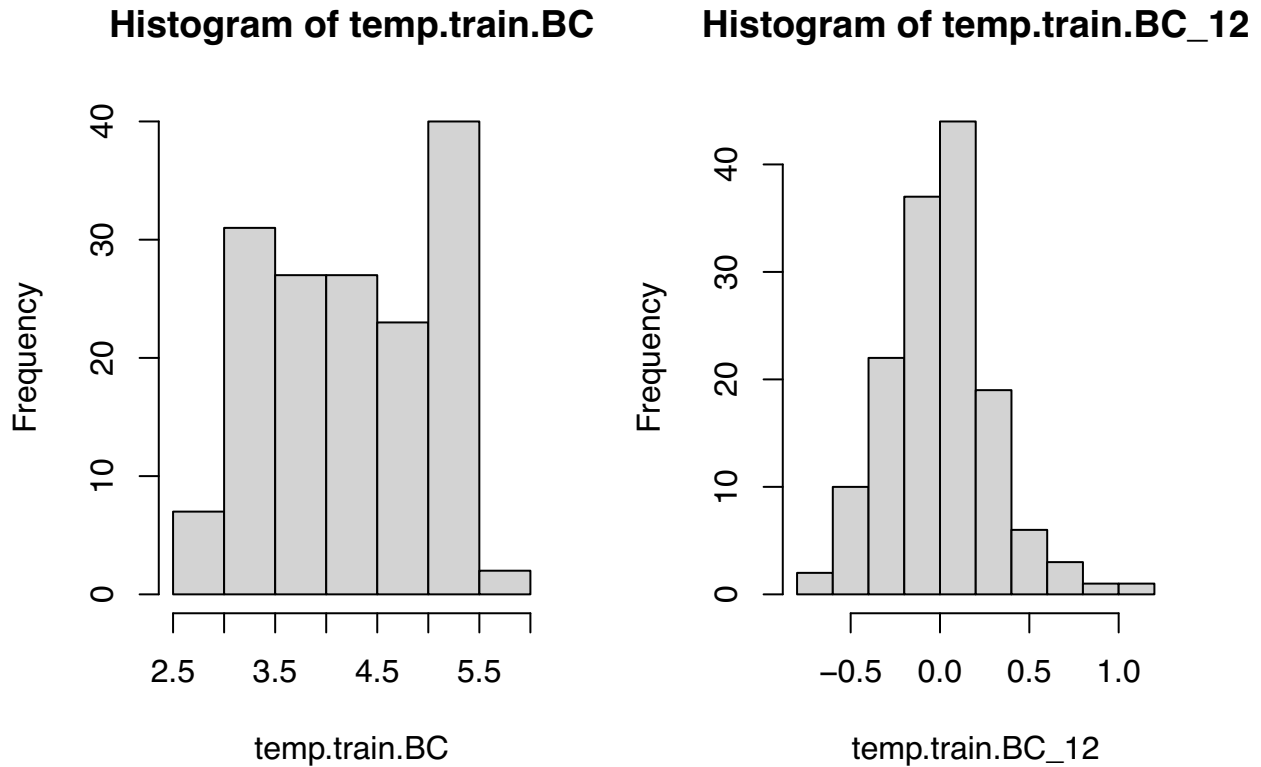 Histogram of temp.train.BC
Frequency
40
30
20
10
0
2.5 3.5 4.5 5.5
temp.train.BC
Histogram of temp.train.BC_12
Frequency
40
30
20
10
0
−0.5 0.0 0.5 1.0
temp.train.BC_12